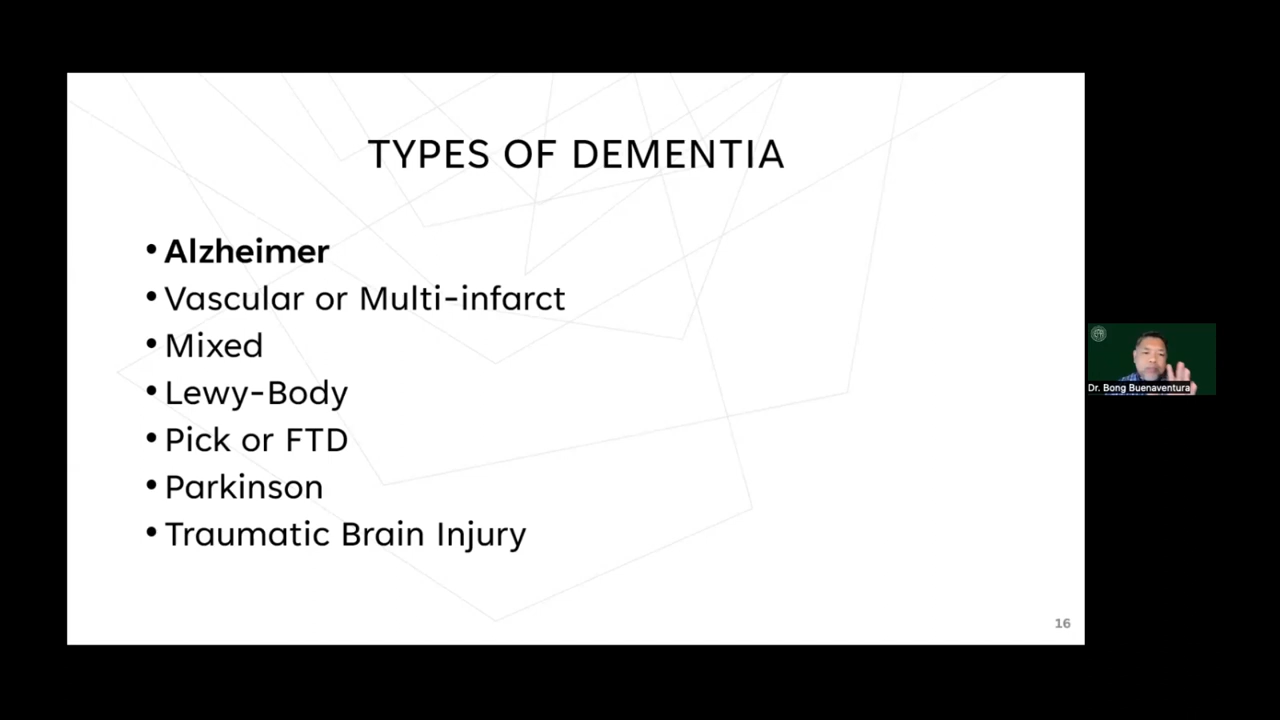 TYPES OF DEMENTIA
• Alzheimer
• Vascular or Multi-infarct
• Mixed
• Lewy-Body
• Pick or FTD
• Parkinson
• Traumatic Brain Injury
16
Dr. Bong Buenaventura